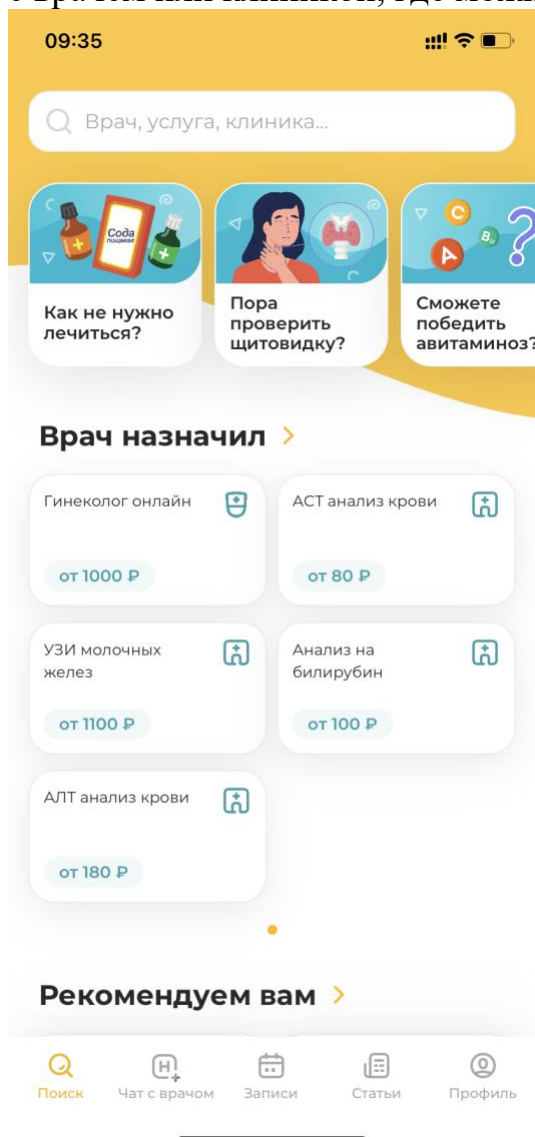 09:35
Врач, услуга, клиника...
Сода
пищевая
C
B₁₂
A
Как не нужно
лечиться?
Пора
проверить
щитовидку?
Сможете
победить
авитаминоз?
Врач назначил
Гинеколог онлайн
от 1000 ₽
АСТ анализ крови
от 80 ₽
УЗИ молочных
желез
от 1100 ₽
Анализ на
билирубин
от 100 ₽
АЛТ анализ крови
от 180 ₽
Рекомендуем вам
Поиск
Чат с врачом
Записи
Статьи
Профиль